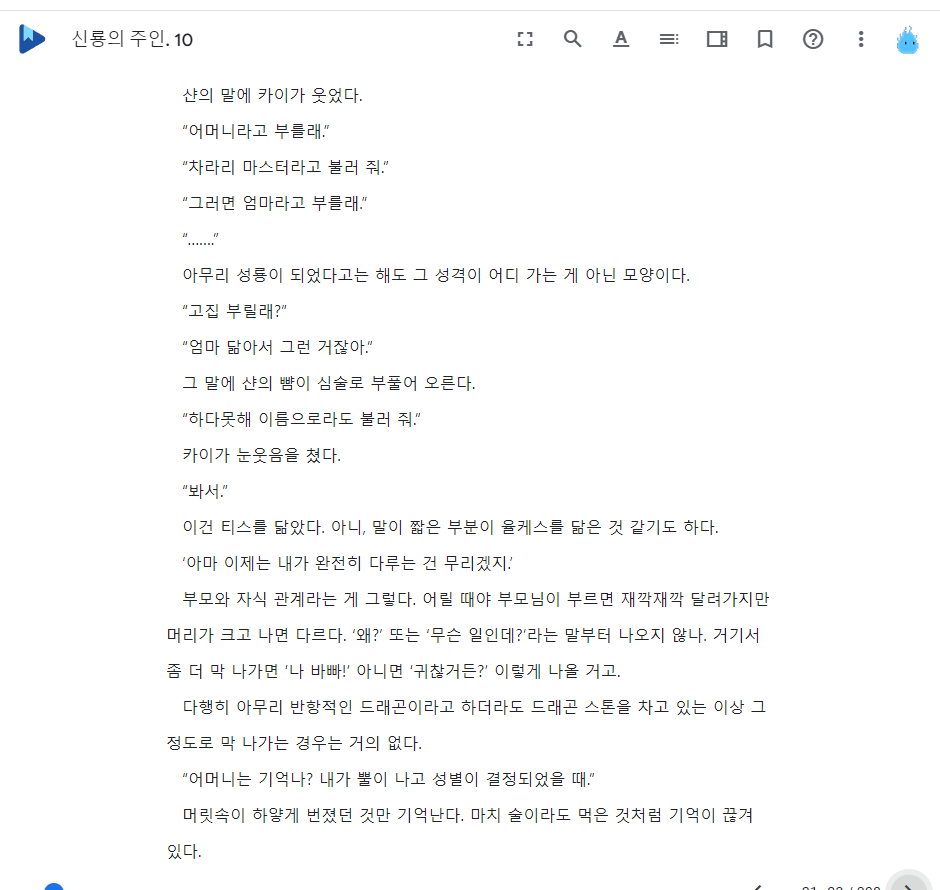 신룡의 주인. 10
샨의 말에 카이가 웃었다.
“어머니라고 부를래.”
“차라리 마스터라고 불러 줘.”
“그러면 엄마라고 부를래.”
“…….”
아무리 성룡이 되었다고는 해도 그 성격이 어디 가는 게 아닌 모양이다.
“고집 부릴래?”
“엄마 닮아서 그런 거잖아.”
그 말에 샨의 뺨이 심술로 부풀어 오른다.
“하다못해 이름으로라도 불러 줘.”
카이가 눈웃음을 쳤다.
“봐서.”
이건 티스를 닮았다. 아니, 말이 짧은 부분이 율케스를 닮은 것 같기도 하다.
‘아마 이제는 내가 완전히 다루는 건 무리겠지.’
부모와 자식 관계라는 게 그렇다. 어릴 때야 부모님이 부르면 재깍재깍 달려가지만
머리가 크고 나면 다르다. ‘왜?’ 또는 ‘무슨 일인데?’라는 말부터 나오지 않나. 거기서
좀 더 막 나가면 ‘나 바빠!’ 아니면 ‘귀찮거든?’ 이렇게 나올 거고.
다행히 아무리 반항적인 드래곤이라고 하더라도 드래곤 스톤을 차고 있는 이상 그
정도로 막 나가는 경우는 거의 없다.
“어머니는 기억나? 내가 뿔이 나고 성별이 결정되었을 때.”
머릿속이 하얗게 번졌던 것만 기억난다. 마치 술이라도 먹은 것처럼 기억이 끊겨
있다.